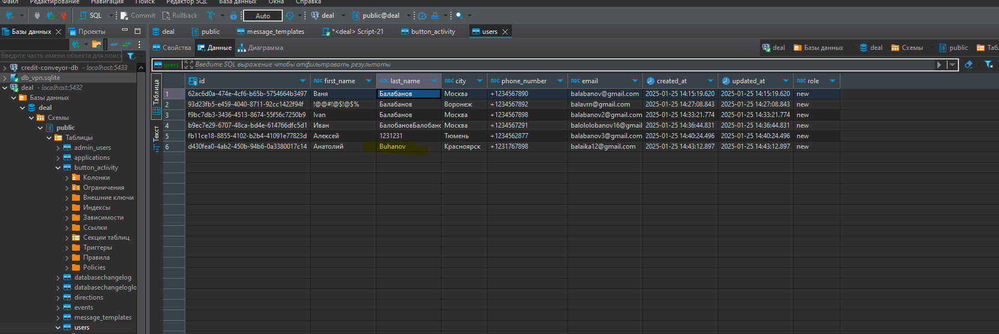 Файл Редактирование Навигация Поиск Редактор SQL База данных Окна Справка
SQL Commit Rollback T Auto deal public@deal
Базы данных Проекты
deal public message_templates *<deal> Script-21 button_activity users
Свойства Данные Диаграмма
deal Базы данных deal Схемы public Таб
Введите часть имени объекта для поиск
users Введите SQL выражение чтобы отфильтровать результаты
credit-conveyor-db - localhost:5433
db_vpn.sqlite
deal - localhost:5432
Базы данных
deal
Схемы
public
Таблицы
admin_users
applications
button_activity
Колонки
Ограничения
Внешние ключи
Индексы
Зависимости
Ссылки
Секции таблиц
Триггеры
Правила
Policies
databasechangelog
databasechangeloglo
directions
events
message_templates
users
Таблица
Текст
id ABC first_name ABC last_name ABC city ABC phone_number ABC email created_at updated_at ABC role
1 62ac6d0a-474e-4cf6-b65b-5754664b3497 Ваня Балабанов Москва +1234567890 balabanov@gmail.com 2025-01-25 14:15:19.620 2025-01-25 14:15:19.620 new
2 93d23fb5-e459-4040-8711-92cc1422f94f !@@#!@$!@$% Балабанов Воронеж +1234567892 balavrn@gmail.com 2025-01-25 14:27:08.843 2025-01-25 14:27:08.843 new
3 f9bc7db3-3436-4513-8674-55f56c7250b9 Ivan Балабанов Москва +1234567898 balabanov2@gmail.com 2025-01-25 14:33:21.774 2025-01-25 14:33:21.774 new
4 b9ec7e29-6707-48ca-bd4e-614766dfc5d1 Иван БалобановБалобанс Москва +1234567291 balololobanov16@gmail 2025-01-25 14:36:44.831 2025-01-25 14:36:44.831 new
5 fb11ce18-8855-4102-b2b4-41091e77823d Алексей 1231231 Тюмень +1234562877 balabanov3@gmail.com 2025-01-25 14:40:24.496 2025-01-25 14:40:24.496 new
6 d430fea0-4ab2-450b-94b6-0a3380017c14 Анатолий Buhanov Красноярск +1231767898 balaika12@gmail.com 2025-01-25 14:43:12.897 2025-01-25 14:43:12.897 new